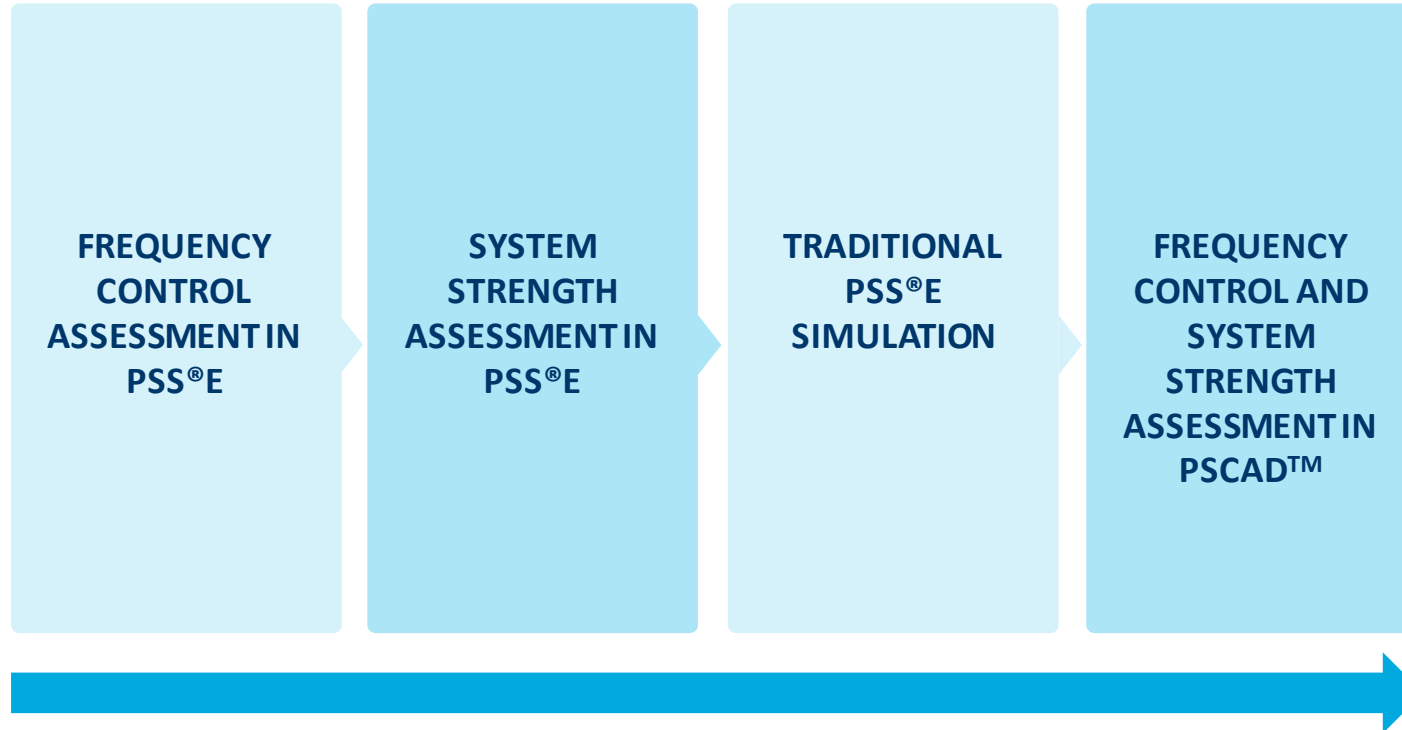 FREQUENCY
CONTROL
ASSESSMENT IN
PSS®E
SYSTEM
STRENGTH
ASSESSMENT IN
PSS®E
TRADITIONAL
PSS®E
SIMULATION
FREQUENCY
CONTROL AND
SYSTEM
STRENGTH
ASSESSMENT IN
PSCAD™